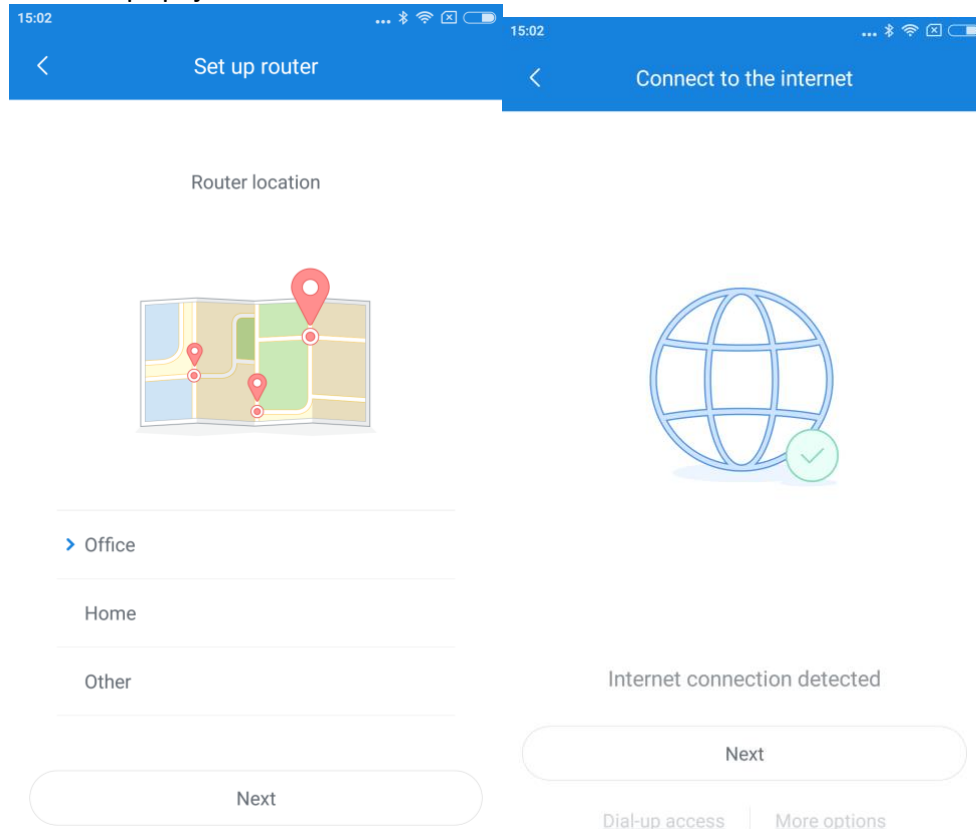 15:02
Set up router
Router location
Office
Home
Other
Next
15:02
Connect to the internet
Internet connection detected
Next
Dial-up access | More options